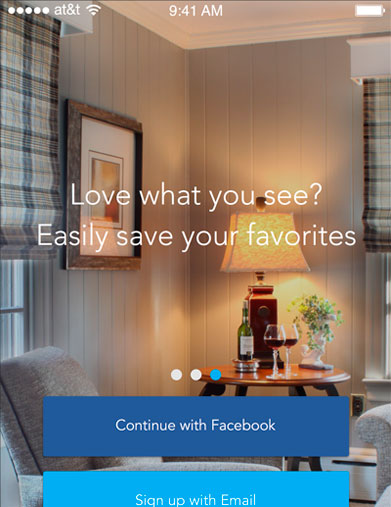 at&t 9:41 AM
Love what you see?
Easily save your favorites
Continue with Facebook
Sign up with Email